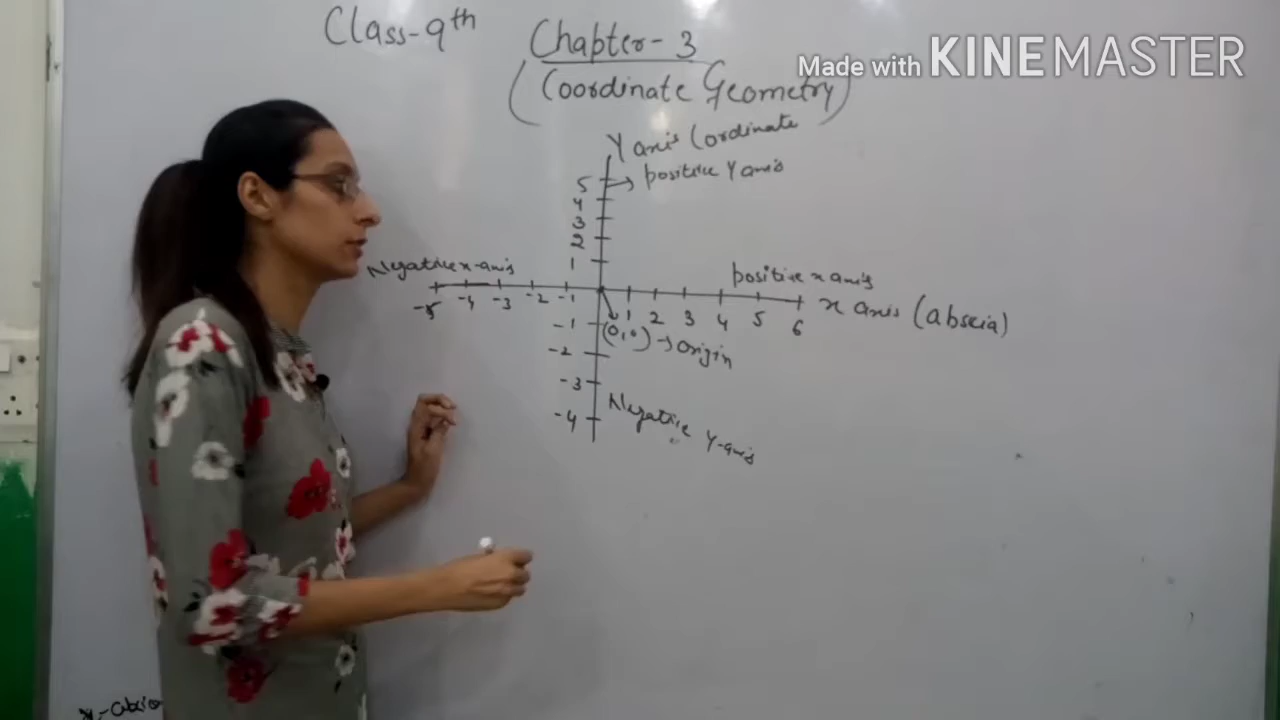 Class-9th
Chapter-3
(Coordinate Geometry)
Made with KINEMASTER
Y axis (ordinate
positive Y axis
5
4
3
2
1
Negative x-axis
positive x axis
-5 -4 -3 -2 -1
1 2 3 4 5 6
x axis (abscia)
(0,0) → origin
-1
-2
-3
-4
Negative Y-axis